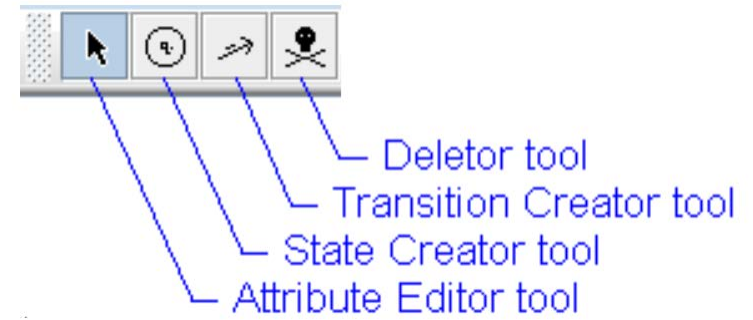 q
Deletor tool
Transition Creator tool
State Creator tool
Attribute Editor tool